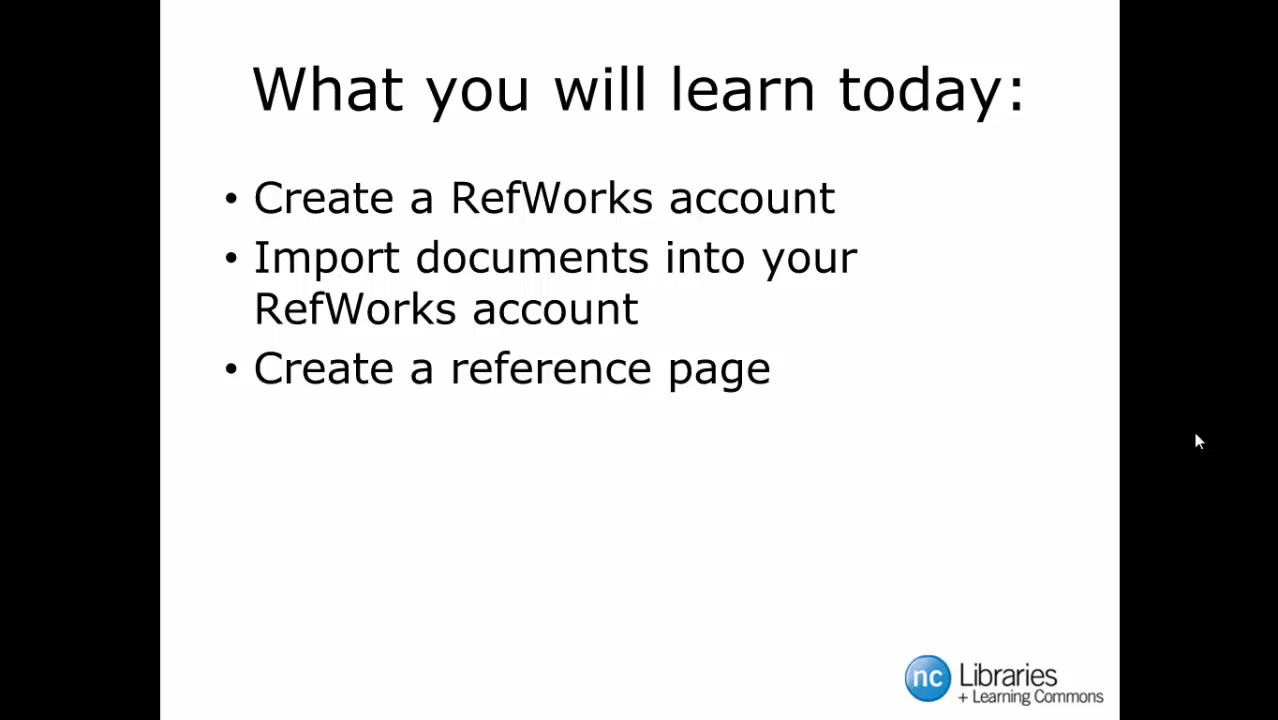 What you will learn today:
• Create a RefWorks account
• Import documents into your
RefWorks account
• Create a reference page
nc Libraries
+ Learning Commons